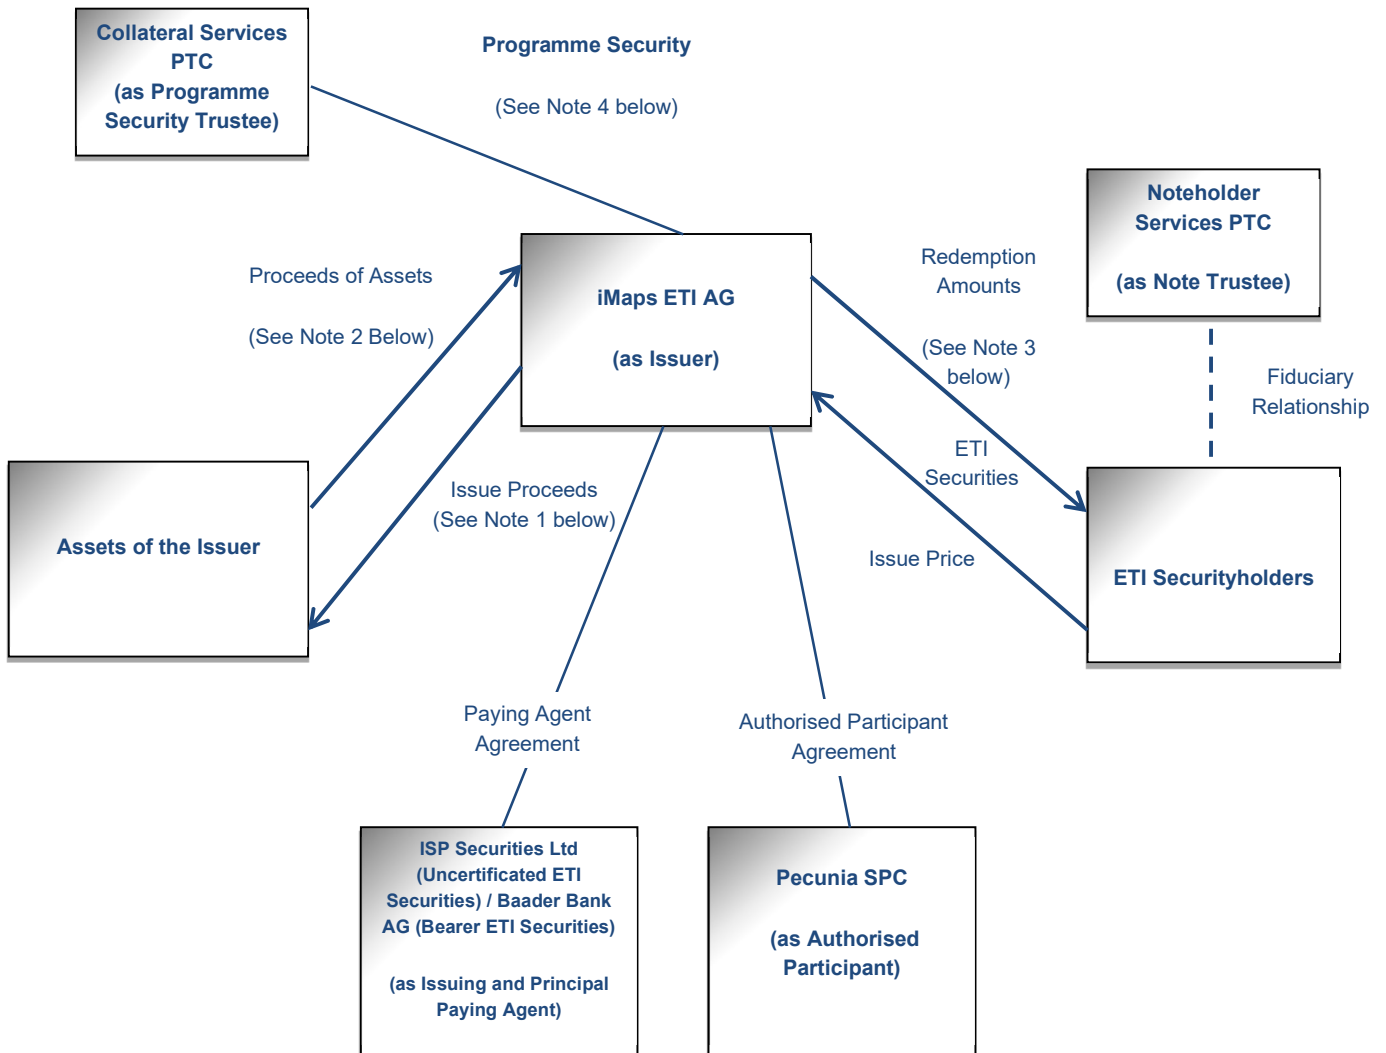 Collateral Services
PTC
(as Programme
Security Trustee)
Programme Security
(See Note 4 below)
Noteholder
Services PTC
(as Note Trustee)
Proceeds of Assets
(See Note 2 Below)
iMaps ETI AG
(as Issuer)
Redemption
Amounts
(See Note 3
below)
Fiduciary
Relationship
ETI
Securities
Issue Proceeds
(See Note 1 below)
Assets of the Issuer
Issue Price
ETI Securityholders
Paying Agent
Agreement
Authorised Participant
Agreement
ISP Securities Ltd
(Uncertificated ETI
Securities) / Baader Bank
AG (Bearer ETI Securities)
(as Issuing and Principal
Paying Agent)
Pecunia SPC
(as Authorised
Participant)